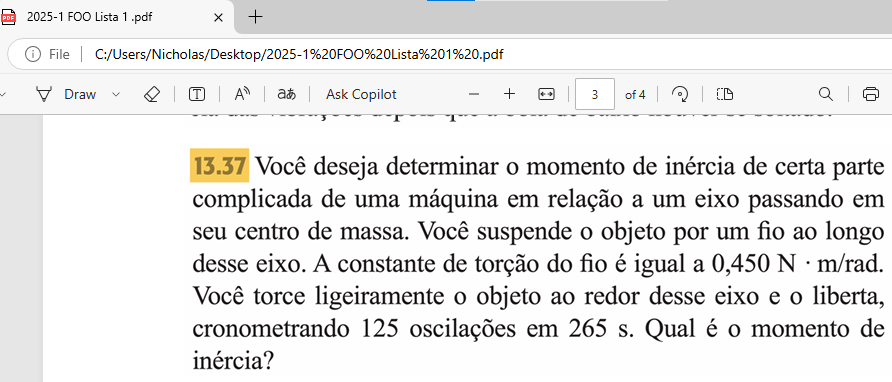 2025-1 FOO Lista 1 .pdf
File C:/Users/Nicholas/Desktop/2025-1%20FOO%20Lista%201%20.pdf
Draw Ask Copilot 3 of 4
13.37 Você deseja determinar o momento de inércia de certa parte
complicada de uma máquina em relação a um eixo passando em
seu centro de massa. Você suspende o objeto por um fio ao longo
desse eixo. A constante de torção do fio é igual a 0,450 N · m/rad.
Você torce ligeiramente o objeto ao redor desse eixo e o liberta,
cronometrando 125 oscilações em 265 s. Qual é o momento de
inércia?